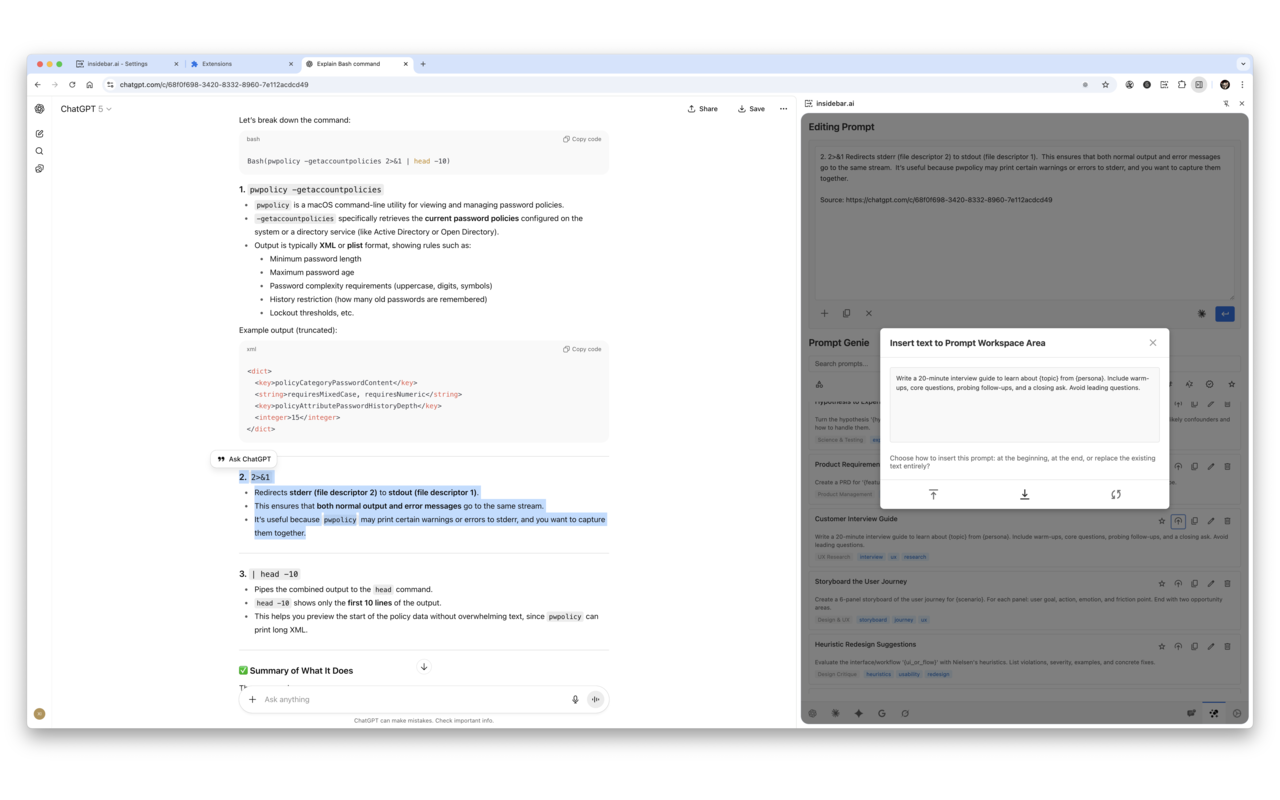 insidebar.ai - Settings
Extensions
Explain Bash command
chatgpt.com/c/68f0f698-3420-8332-8960-7e112acdcd49
ChatGPT 5
Share
Save
Let's break down the command:
bash
Copy code
Bash(pwpolicy -getaccountpolicies 2>&1 | head -10)
1. pwpolicy -getaccountpolicies
• pwpolicy is a macOS command-line utility for viewing and managing password policies.
• -getaccountpolicies specifically retrieves the current password policies configured on the
system or a directory service (like Active Directory or Open Directory).
• Output is typically XML or plist format, showing rules such as:
• Minimum password length
• Maximum password age
• Password complexity requirements (uppercase, digits, symbols)
• History restriction (how many old passwords are remembered)
• Lockout thresholds, etc.
Example output (truncated):
xml
Copy code
<dict>
<key>policyCategoryPasswordContent</key>
<string>requiresMixedCase, requiresNumeric</string>
<key>policyAttributePasswordHistoryDepth</key>
<integer>15</integer>
</dict>
Ask ChatGPT
2. 2>&1
• Redirects stderr (file descriptor 2) to stdout (file descriptor 1).
• This ensures that both normal output and error messages go to the same stream.
• It's useful because pwpolicy may print certain warnings or errors to stderr, and you want to capture
them together.
3. | head -10
• Pipes the combined output to the head command.
• head -10 shows only the first 10 lines of the output.
• This helps you preview the start of the policy data without overwhelming text, since pwpolicy can
print long XML.
✅ Summary of What It Does
Ask anything
ChatGPT can make mistakes. Check important info.
insidebar.ai
Editing Prompt
2. 2>&1 Redirects stderr (file descriptor 2) to stdout (file descriptor 1). This ensures that both normal output and error messages
go to the same stream. It's useful because pwpolicy may print certain warnings or errors to stderr, and you want to capture them
together.
Source: https://chatgpt.com/c/68f0f698-3420-8332-8960-7e112acdcd49
Prompt Genie
Search prompts...
Insert text to Prompt Workspace Area
Write a 20-minute interview guide to learn about {topic} from {persona}. Include warm-
ups, core questions, probing follow-ups, and a closing ask. Avoid leading questions.
Choose how to insert this prompt: at the beginning, at the end, or replace the existing
text entirely?
Hypothesis to
Turn the hypothesis
likely confounders and
how to handle them.
Science & Testing
Product
Create a PRD for
Product Management
Customer Interview Guide
Write a 20-minute interview guide to learn about {topic} from {persona}. Include warm-ups, core questions, probing follow-ups, and a closing ask. Avoid
leading questions.
UX Research interview ux research
Storyboard the User Journey
Create a 6-panel storyboard of the user journey for {scenario}. For each panel: user goal, action, emotion, and friction point. End with two opportunity
areas.
Design & UX storyboard journey ux
Heuristic Redesign Suggestions
Evaluate the interface/workflow '{ui_or_flow}' with Nielsen's heuristics. List violations, severity, examples, and concrete fixes.
Design Critique heuristics usability redesign